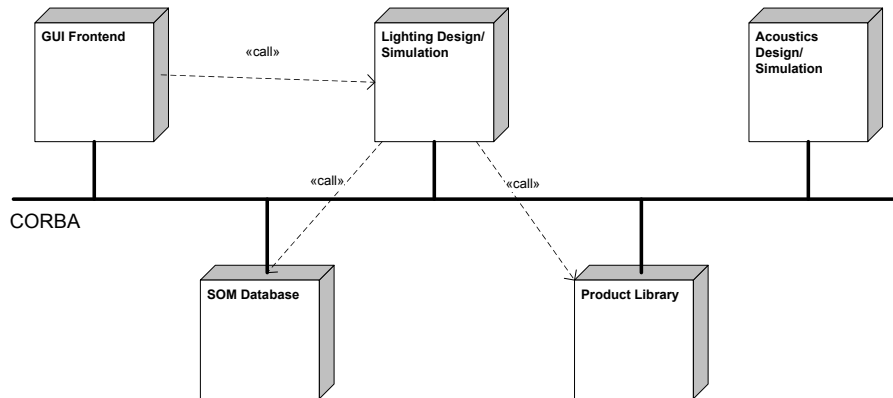 GUI Frontend
«call»
Lighting Design/
Simulation
Acoustics
Design/
Simulation
«call»
«call»
CORBA
SOM Database
Product Library